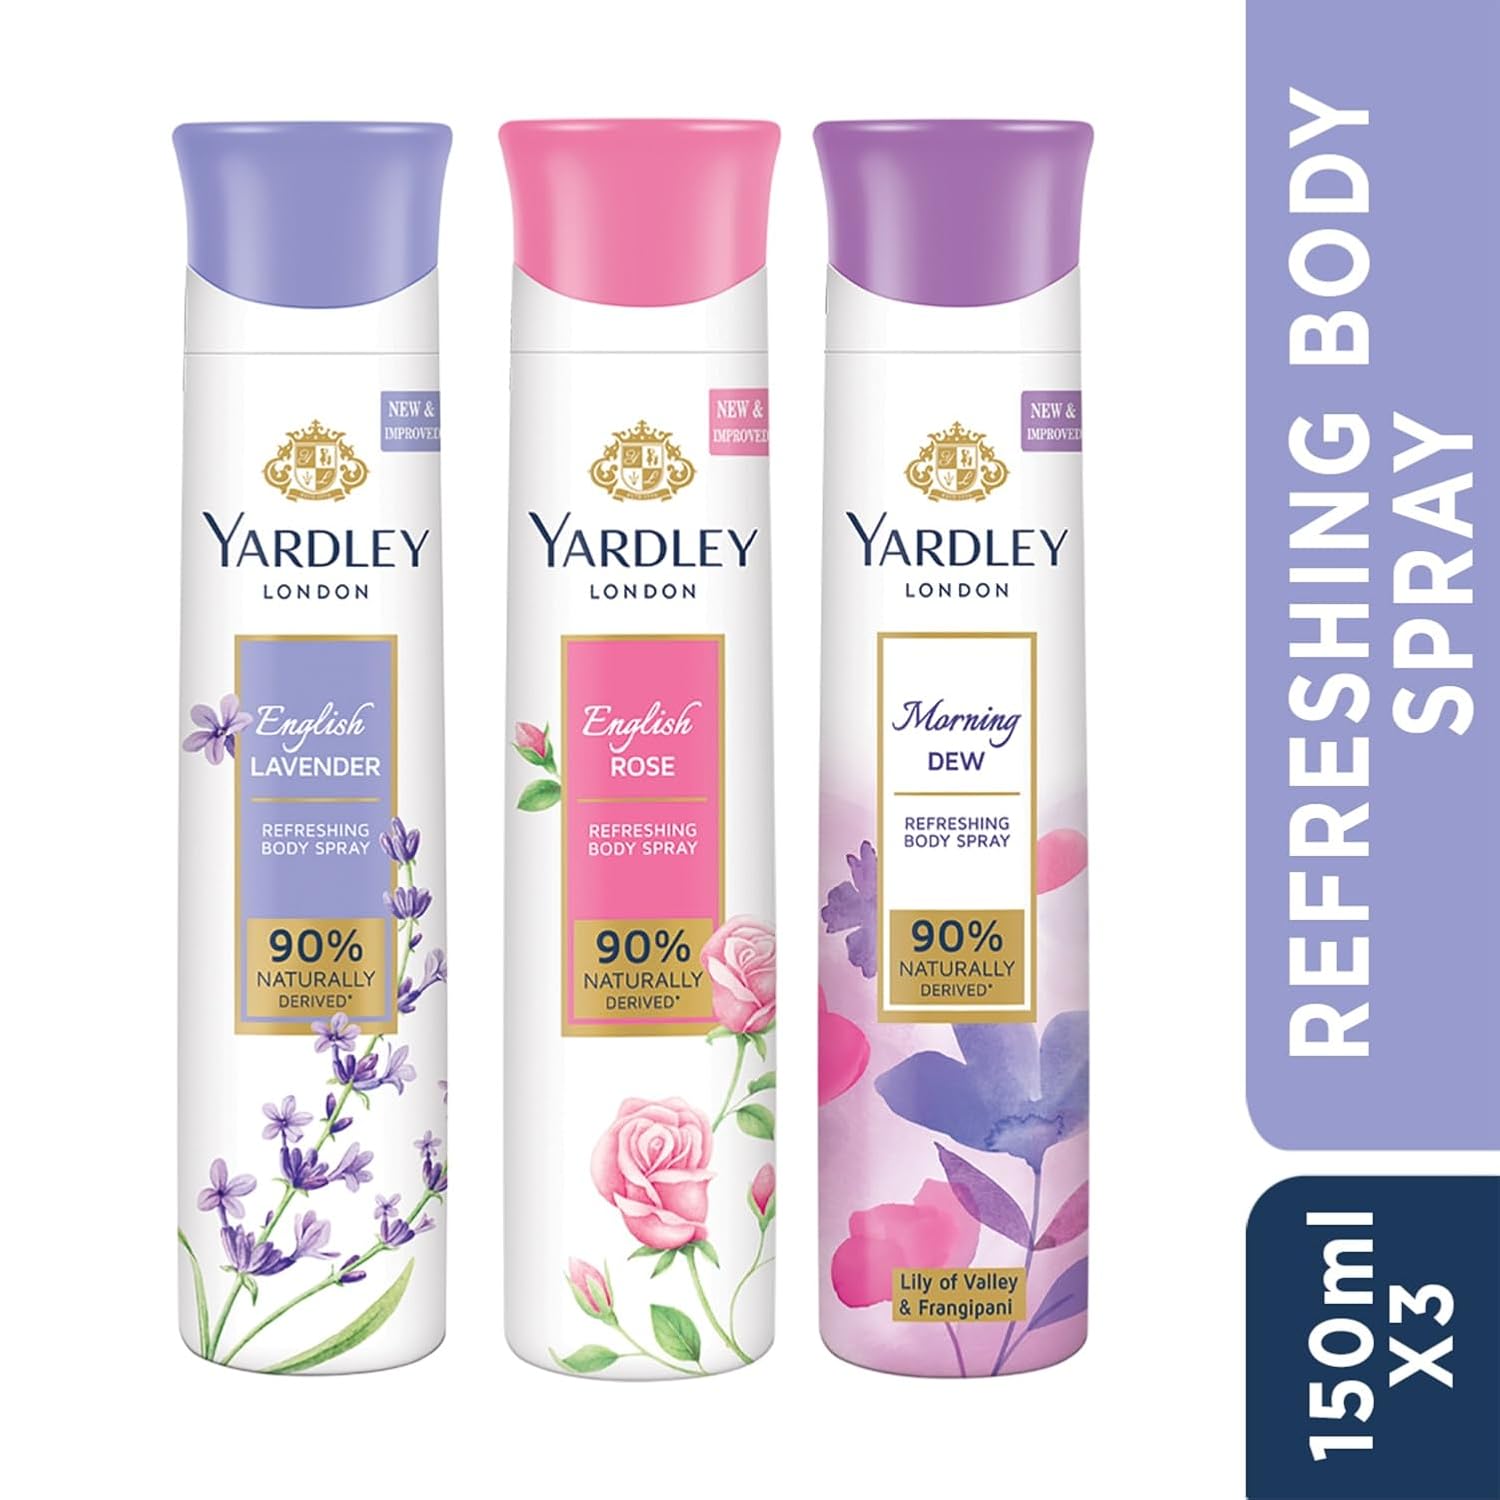 NEW &
IMPROVED
YARDLEY
LONDON
English
LAVENDER
REFRESHING
BODY SPRAY
90%
NATURALLY
DERIVED*
NEW &
IMPROVED
YARDLEY
LONDON
English
ROSE
REFRESHING
BODY SPRAY
90%
NATURALLY
DERIVED*
NEW &
IMPROVED
YARDLEY
LONDON
Morning
DEW
REFRESHING
BODY SPRAY
90%
NATURALLY
DERIVED*
Lily of Valley
& Frangipani
REFRESHING BODY
SPRAY
150ml
X3